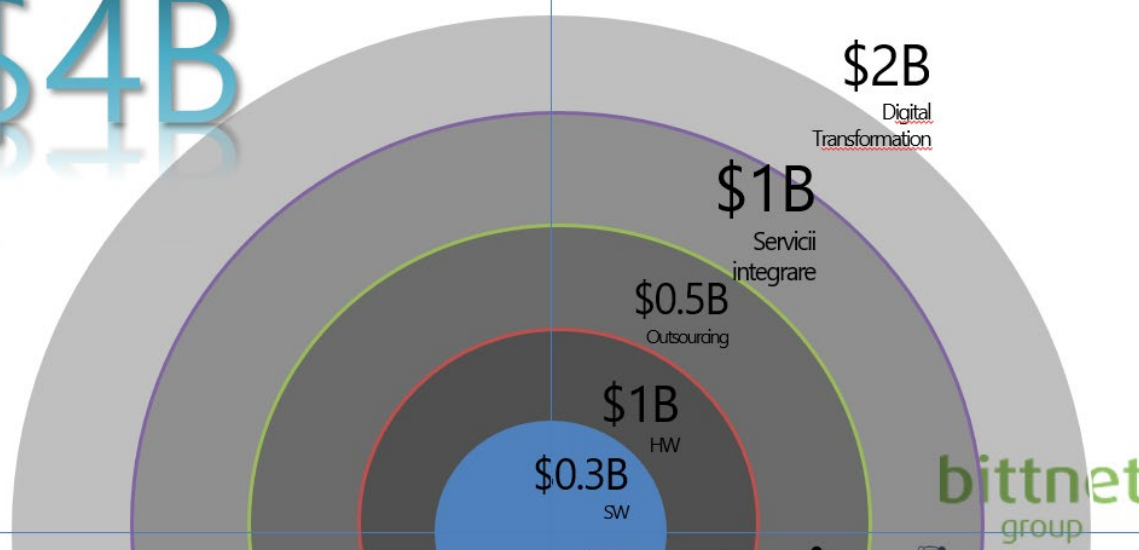 $4B
$2B
Digital
Transformation
$1B
Servicii
integrare
$0.5B
Outsourcing
$1B
HW
$0.3B
SW
bittnet
group